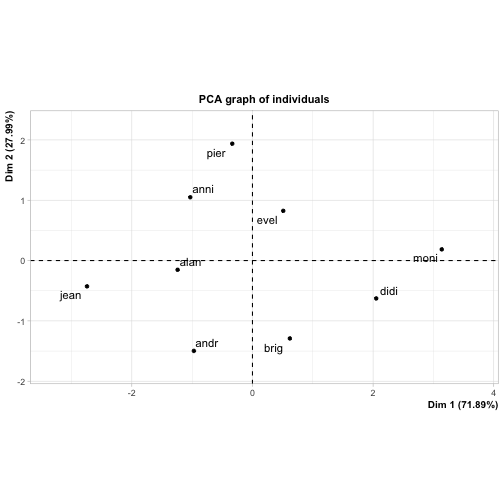 PCA graph of individuals
Dim 2 (27.99%)
2
1
0
-1
-2
pier
anni
evel
alan
moni
jean
didi
andr
brig
-2
0
2
4
Dim 1 (71.89%)